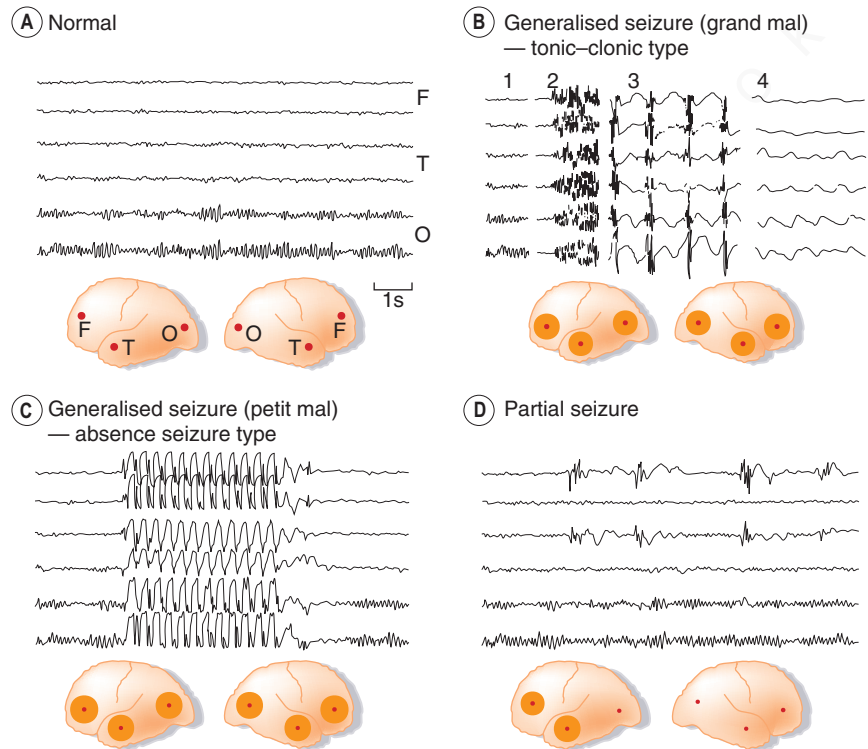 A Normal
F
T
O
1s
F T O O T F
B Generalised seizure (grand mal)
— tonic–clonic type
1 2 3 4
C Generalised seizure (petit mal)
— absence seizure type
D Partial seizure